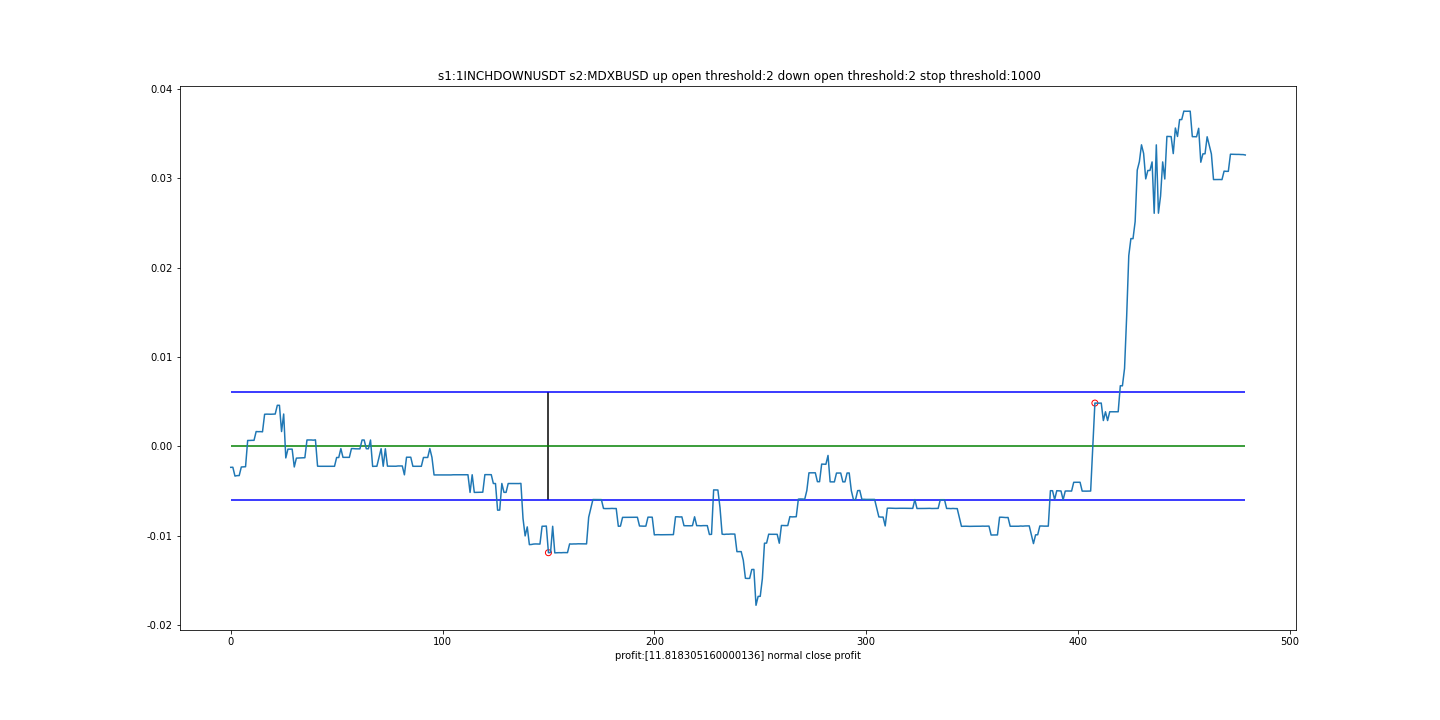 s1:1INCHDOWNUSDT s2:MDXBUSD up open threshold:2 down open threshold:2 stop threshold:1000
0.04
0.03
0.02
0.01
0.00
-0.01
-0.02
0 100 200 300 400 500
profit:[11.818305160000136] normal close profit